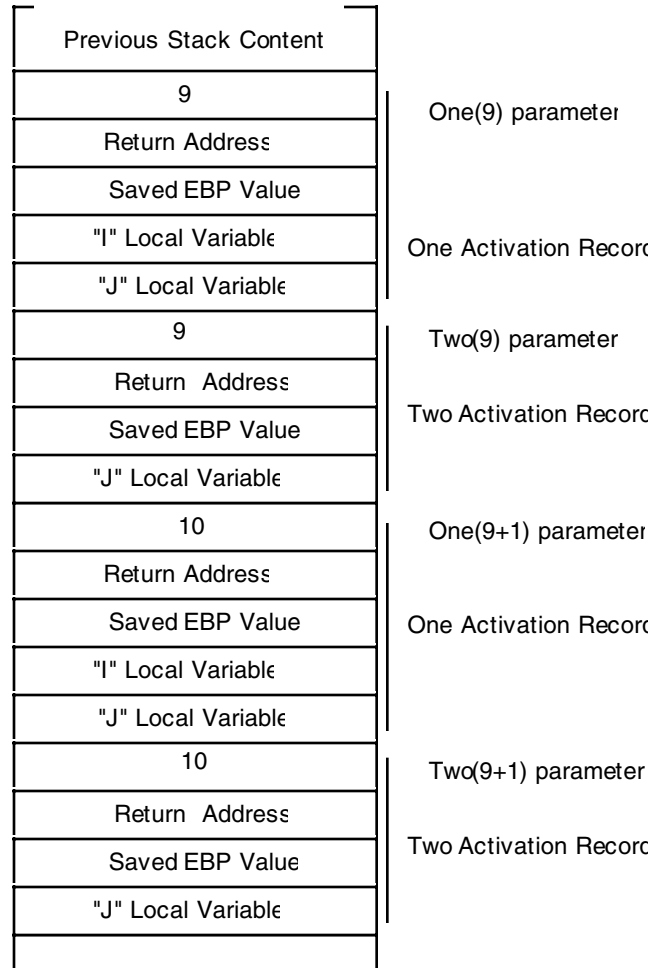 Previous Stack Content
9
One(9) parameter
Return Address
Saved EBP Value
"I" Local Variable
One Activation Record
"J" Local Variable
9
Two(9) parameter
Return Address
Two Activation Record
Saved EBP Value
"J" Local Variable
10
One(9+1) parameter
Return Address
Saved EBP Value
One Activation Record
"I" Local Variable
"J" Local Variable
10
Two(9+1) parameter
Return Address
Two Activation Record
Saved EBP Value
"J" Local Variable